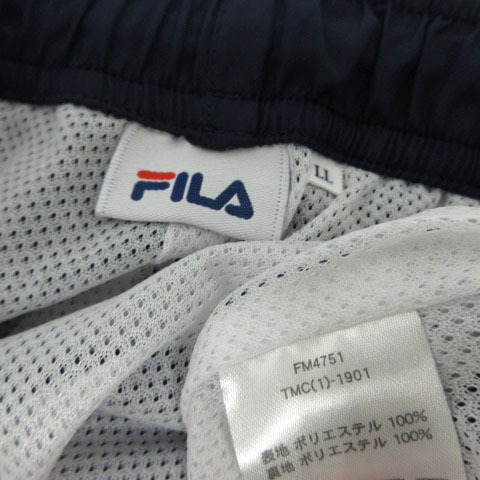 FILA
LL
FM4751
TMC(1)-1901
表地 ポリエステル 100%
裏地 ポリエステル 100%